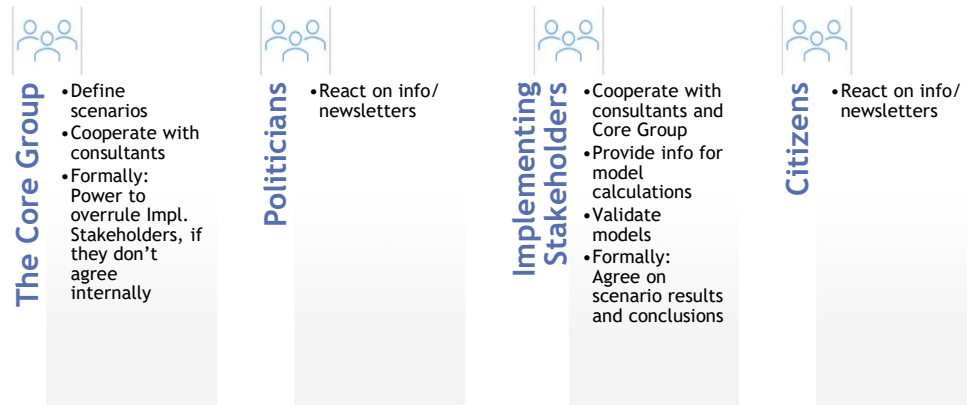 The Core Group
•Define
scenarios
•Cooperate with
consultants
•Formally:
Power to
overrule Impl.
Stakeholders, if
they don’t
agree
internally
Politicians
•React on info/
newsletters
Implementing
Stakeholders
•Cooperate with
consultants and
Core Group
•Provide info for
model
calculations
•Validate
models
•Formally:
Agree on
scenario results
and conclusions
Citizens
•React on info/
newsletters